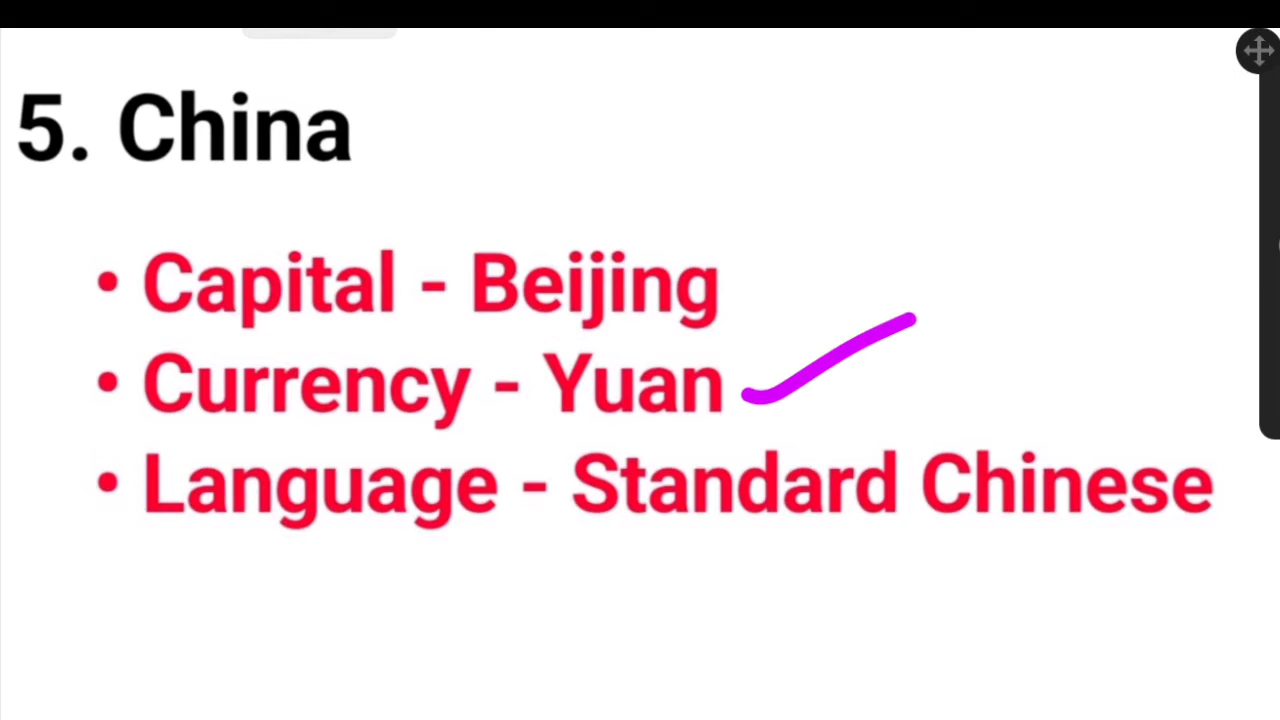 5. China
• Capital - Beijing
• Currency - Yuan
• Language - Standard Chinese